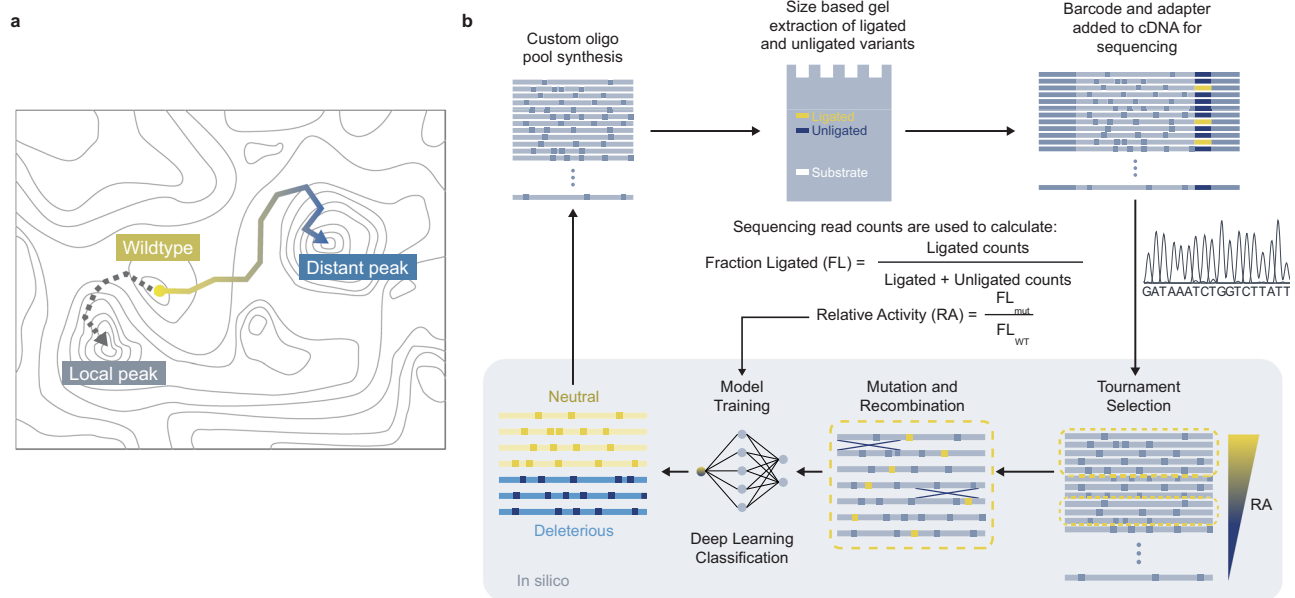 a
Wildtype
Distant peak
Local peak
b
Custom oligo
pool synthesis
Size based gel
extraction of ligated
and unligated variants
Ligated
Unligated
Substrate
Barcode and adapter
added to cDNA for
sequencing
Sequencing read counts are used to calculate:
Fraction Ligated (FL) =
Ligated counts
Ligated + Unligated counts
Relative Activity (RA) =
FL mut
FL WT
GATAAATCTGGTCTTATT
Neutral
Deleterious
Model
Training
Deep Learning
Classification
Mutation and
Recombination
Tournament
Selection
RA
In silico